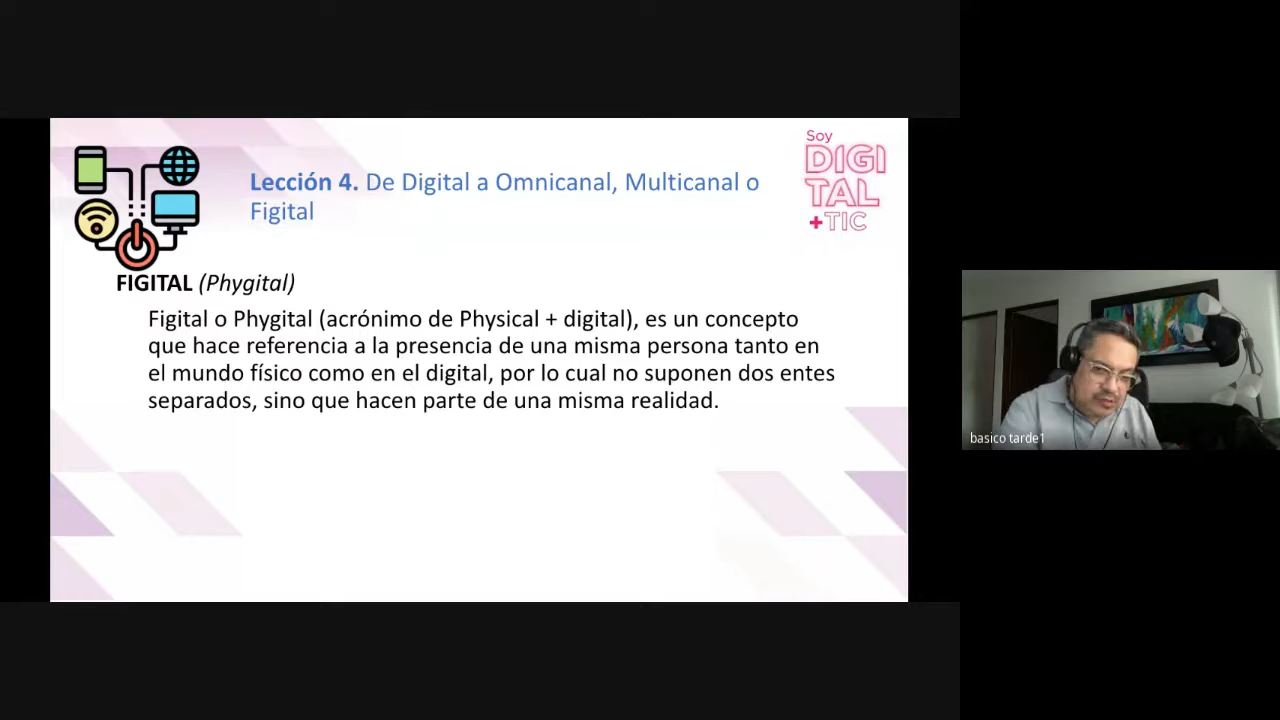 Soy
DIGI
TAL
+TIC
Lección 4. De Digital a Omnicanal, Multicanal o
Figital
FIGITAL (Phygital)
Figital o Phygital (acrónimo de Physical + digital), es un concepto
que hace referencia a la presencia de una misma persona tanto en
el mundo físico como en el digital, por lo cual no suponen dos entes
separados, sino que hacen parte de una misma realidad.
basico tarde1